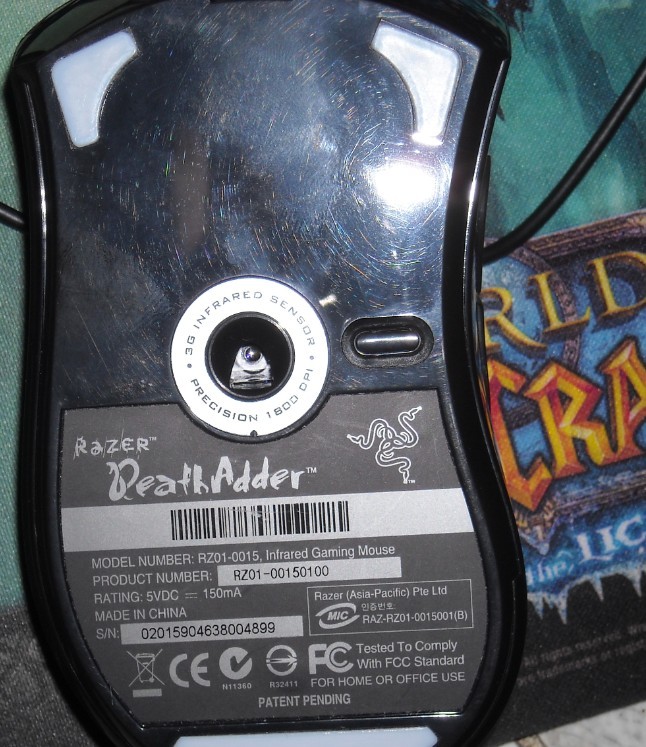 3G INFRARED SENSOR
PRECISION 1800 DPI
RAZER™
DeathAdder™
MODEL NUMBER: RZ01-0015, Infrared Gaming Mouse
PRODUCT NUMBER: RZ01-00150100
RATING: 5VDC ⎓ 150mA
MADE IN CHINA
S/N: 02015904638004899
Razer (Asia-Pacific) Pte Ltd
MIC 인증번호:
RAZ-RZ01-0015001(B)
CE
N11360
R32411
FC
Tested To Comply
With FCC Standard
FOR HOME OR OFFICE USE
PATENT PENDING
RLD
CRA
the LIC